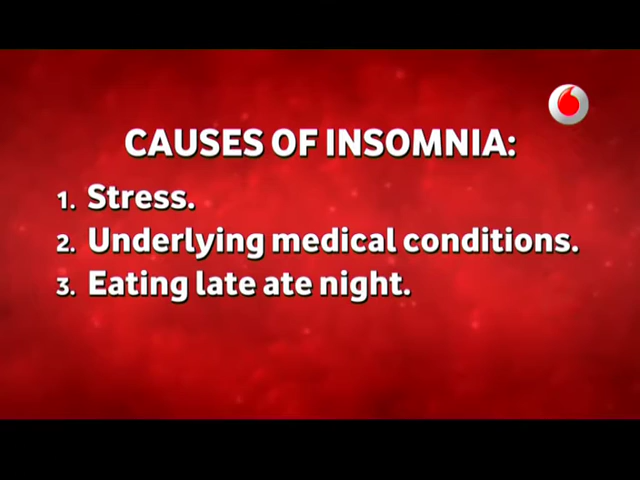 CAUSES OF INSOMNIA:
1. Stress.
2. Underlying medical conditions.
3. Eating late ate night.